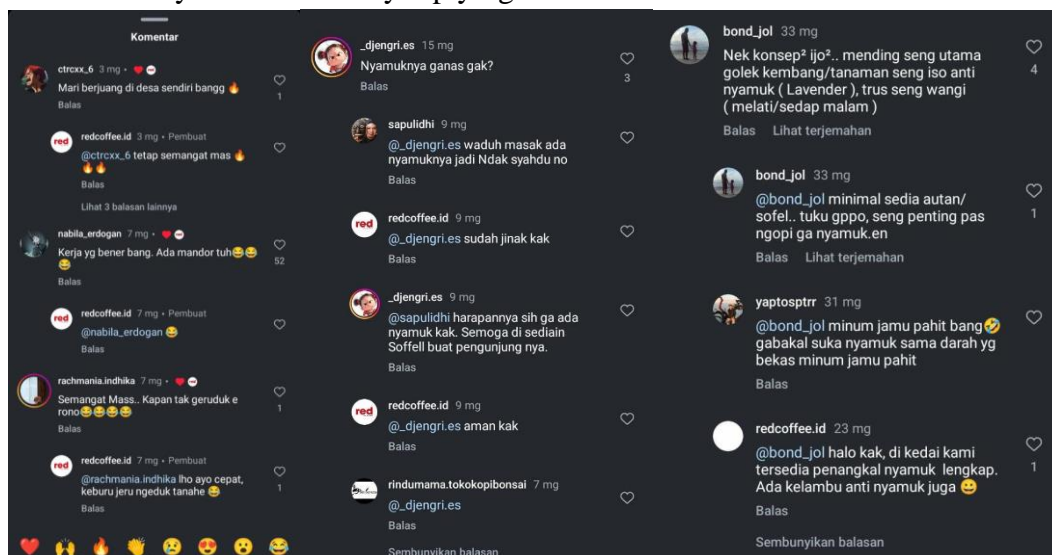 Komentar
ctrcxx_6 3 mg •
Mari berjuang di desa sendiri bangg 🔥
1
Balas
red
redcoffee.id 3 mg • Pembuat
@ctrcxx_6 tetap semangat mas 🔥
🔥🔥
Balas
Lihat 3 balasan lainnya
nabila_erdogan 7 mg •
Kerja yg bener bang. Ada mandor tuh😂😂
😂
52
Balas
red
redcoffee.id 7 mg • Pembuat
@nabila_erdogan 😂
Balas
rachmania.indhika 7 mg •
Semangat Mass.. Kapan tak geruduk e
rono😂😂😂😂
1
Balas
red
redcoffee.id 7 mg • Pembuat
@rachmania.indhika lho ayo cepat,
keburu jeru ngeduk tanahe 😂
1
Balas
❤️ 🙌 🔥 👏 😢 😍 😮 😂
_djengri.es 15 mg
Nyamuknya ganas gak?
3
Balas
sapulidhi 9 mg
@_djengri.es waduh masak ada
nyamuknya jadi Ndak syahdu no
Balas
red
redcoffee.id 9 mg
@_djengri.es sudah jinak kak
Balas
_djengri.es 9 mg
@sapulidhi harapannya sih ga ada
nyamuk kak. Semoga di sediain
Soffell buat pengunjung nya.
Balas
red
redcoffee.id 9 mg
@_djengri.es aman kak
Balas
rindumama.tokokopibonsai 7 mg
@_djengri.es
Balas
Sembunyikan balasan
bond_jol 33 mg
Nek konsep² ijo².. mending seng utama
golek kembang/tanaman seng iso anti
nyamuk ( Lavender ), trus seng wangi
( melati/sedap malam )
4
Balas Lihat terjemahan
bond_jol 33 mg
@bond_jol minimal sedia autan/
sofel.. tuku gppo, seng penting pas
ngopi ga nyamuk.en
1
Balas Lihat terjemahan
yaptosptrr 31 mg
@bond_jol minum jamu pahit bang🤣
gabakal suka nyamuk sama darah yg
bekas minum jamu pahit
Balas
redcoffee.id 23 mg
@bond_jol halo kak, di kedai kami
tersedia penangkal nyamuk lengkap.
Ada kelambu anti nyamuk juga 😀
1
Balas
Sembunyikan balasan